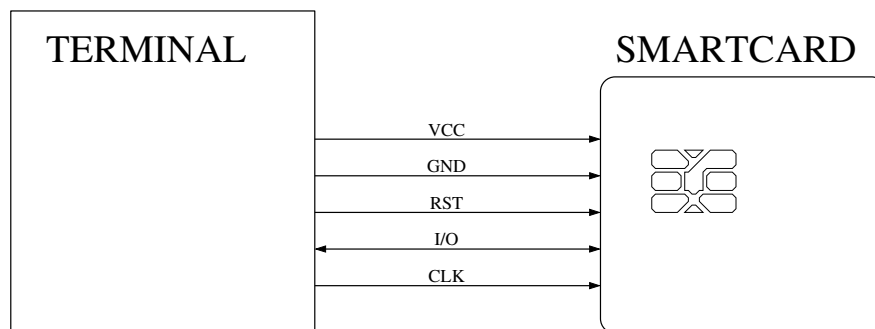 TERMINAL
SMARTCARD
VCC
GND
RST
I/O
CLK